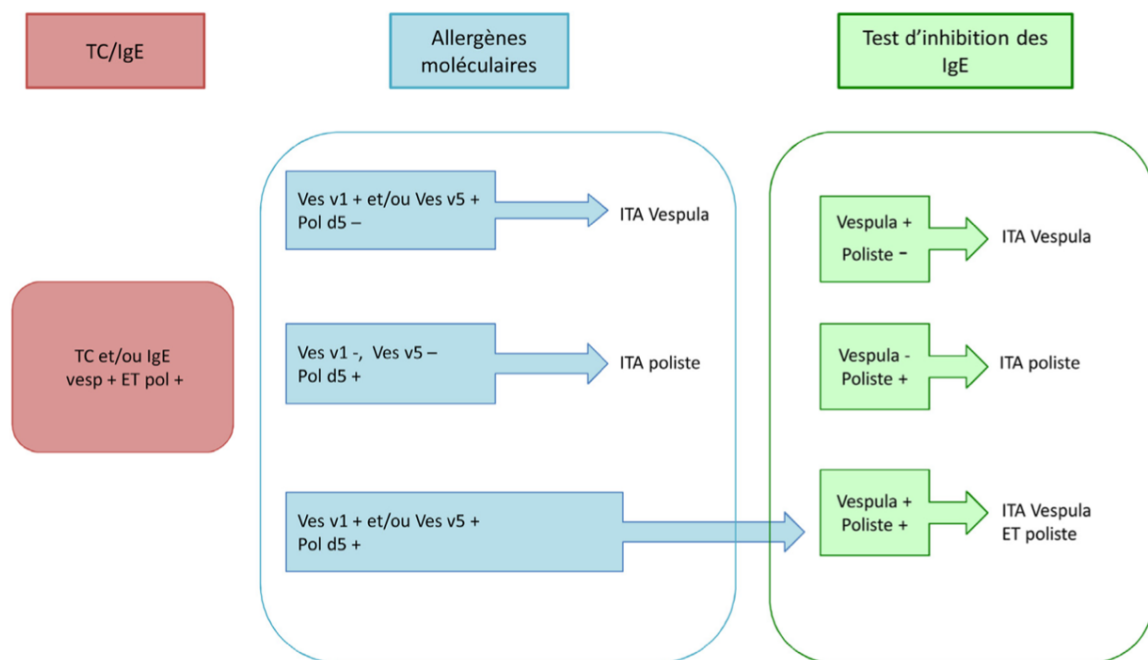 TC/IgE
Allergènes
moléculaires
Test d’inhibition des
IgE
TC et/ou IgE
vesp + ET pol +
Ves v1 + et/ou Ves v5 +
Pol d5 –
ITA Vespula
Ves v1 -, Ves v5 –
Pol d5 +
ITA poliste
Ves v1 + et/ou Ves v5 +
Pol d5 +
Vespula +
Poliste -
ITA Vespula
Vespula -
Poliste +
ITA poliste
Vespula +
Poliste +
ITA Vespula
ET poliste